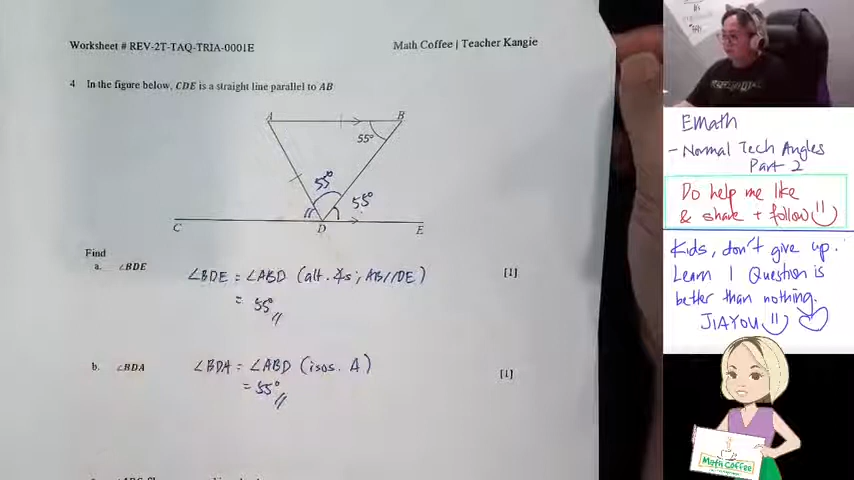 Worksheet # REV-2T-TAQ-TRIA-0001E
Math Coffee | Teacher Kangie
4 In the figure below, CDE is a straight line parallel to AB
A
B
55°
55°
55°
C
D
E
Find
a. ∠BDE
∠BDE = ∠ABD (alt. ∠s, AB//DE)
[1]
= 55°
b. ∠BDA
∠BDA = ∠ABD (isos. Δ)
[1]
= 55°
EMath
- Normal Tech Angles
Part 2
Do help me like
& share + follow
Kids, don't give up.
Learn 1 Question is
better than nothing.
JIAYOU
Math Coffee